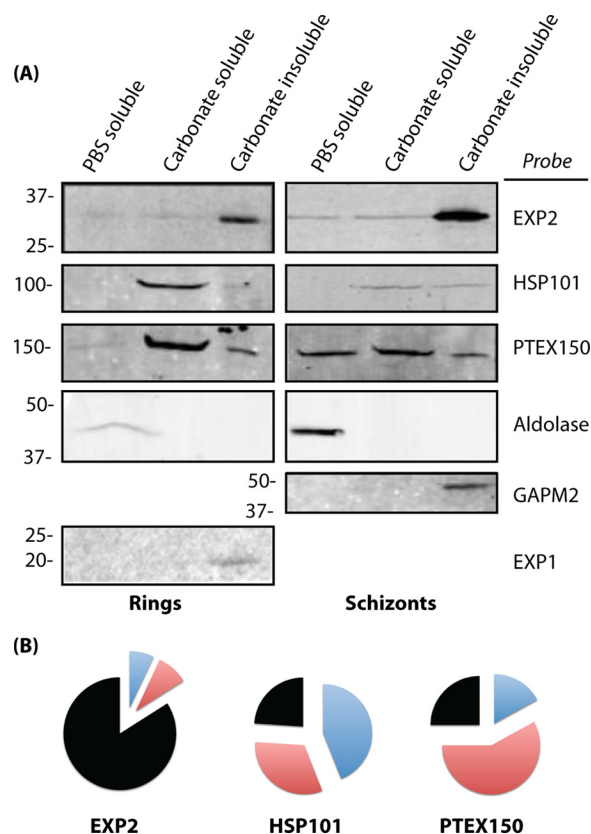 (A)
PBS soluble
Carbonate soluble
Carbonate insoluble
PBS soluble
Carbonate soluble
Carbonate insoluble
Probe
37-
25-
EXP2
100-
HSP101
150-
PTEX150
50-
37-
Aldolase
50-
37-
GAPM2
25-
20-
EXP1
Rings
Schizonts
(B)
EXP2
HSP101
PTEX150